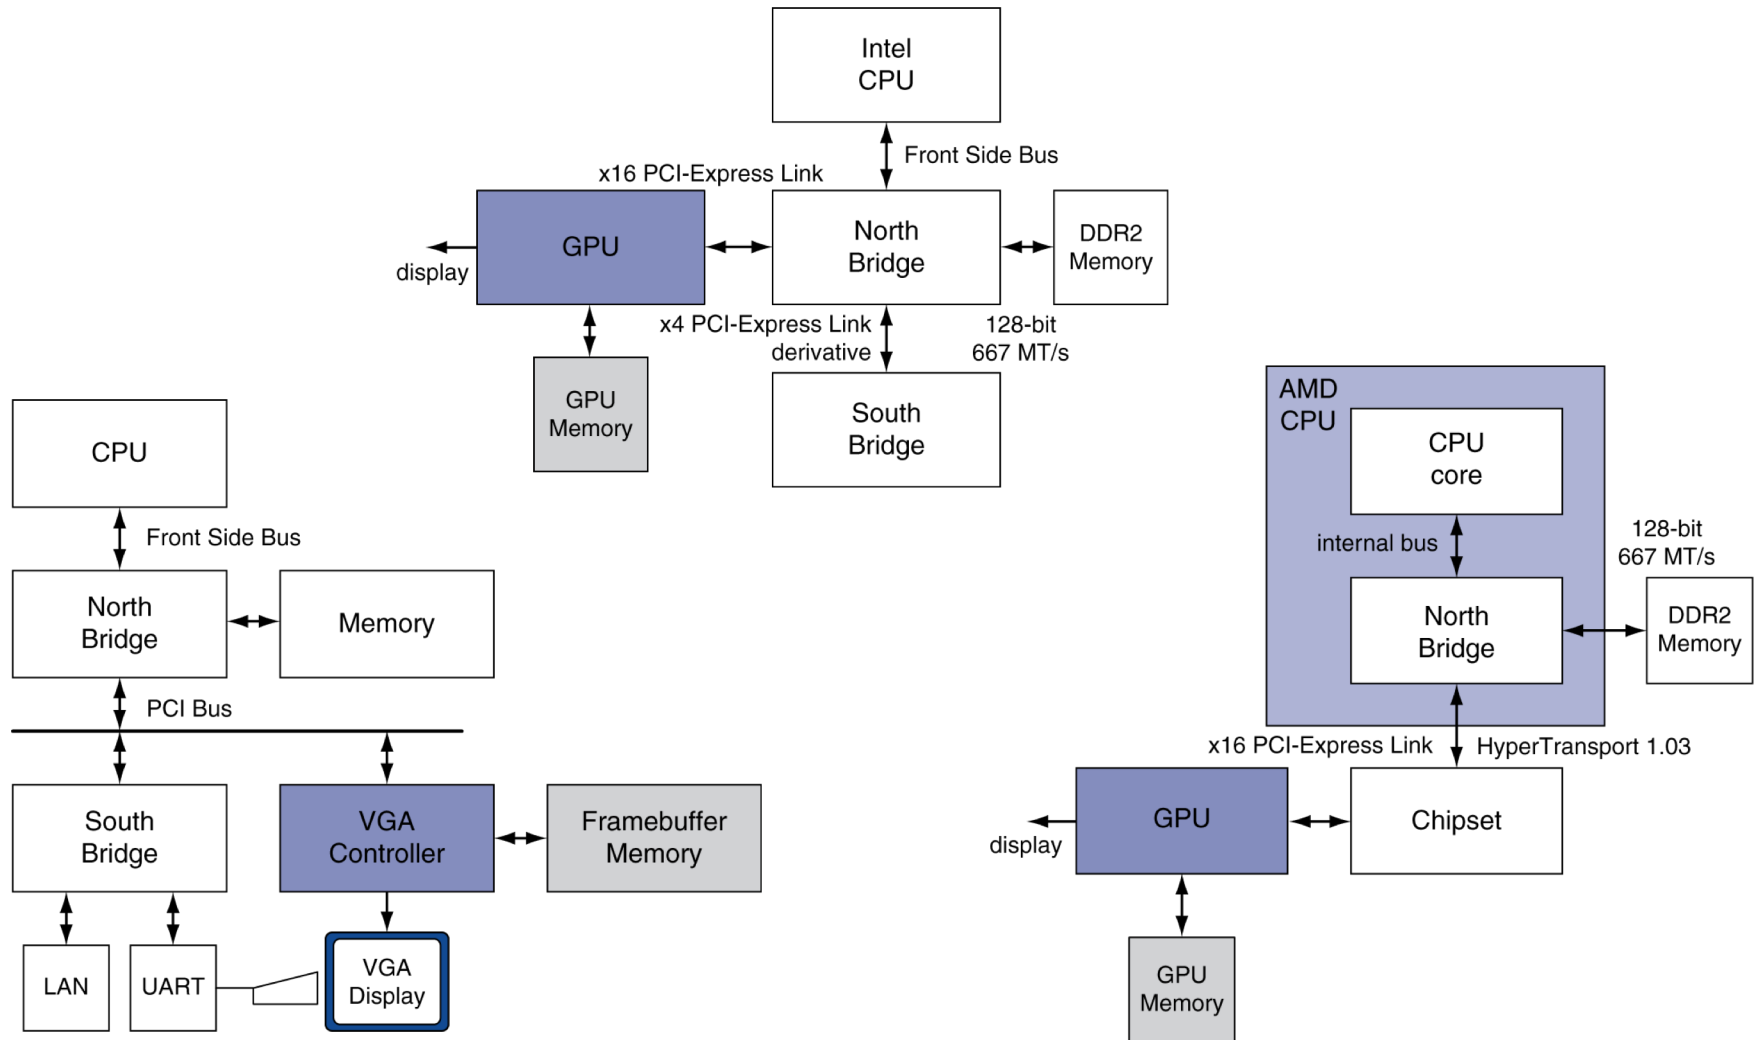 Intel
CPU
Front Side Bus
x16 PCI-Express Link
GPU
North
Bridge
DDR2
Memory
display
x4 PCI-Express Link
derivative
128-bit
667 MT/s
GPU
Memory
South
Bridge
CPU
Front Side Bus
North
Bridge
Memory
PCI Bus
South
Bridge
VGA
Controller
Framebuffer
Memory
LAN
UART
VGA
Display
AMD
CPU
CPU
core
internal bus
128-bit
667 MT/s
North
Bridge
DDR2
Memory
x16 PCI-Express Link
HyperTransport 1.03
GPU
Chipset
display
GPU
Memory